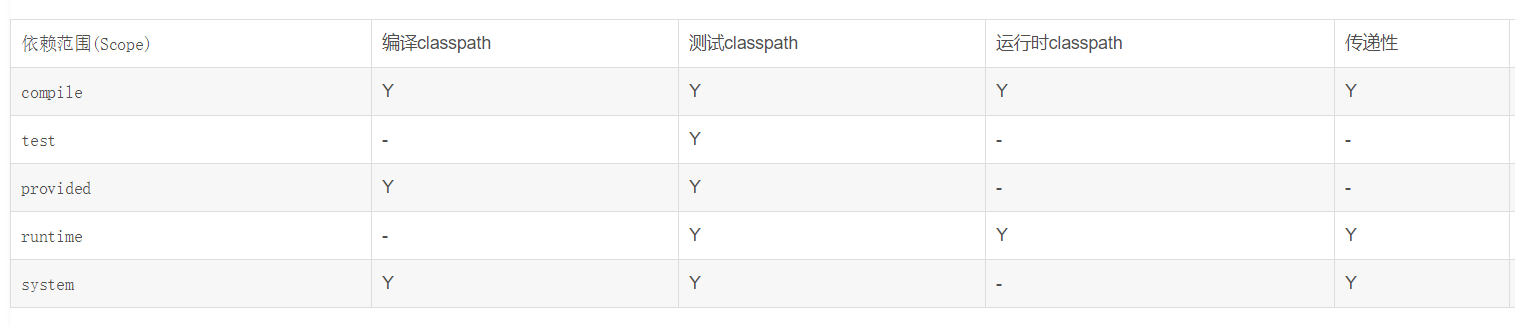 依赖范围(Scope) 编译classpath 测试classpath 运行时classpath 传递性
compile Y Y Y Y
test - Y - -
provided Y Y - -
runtime - Y Y Y
system Y Y - Y